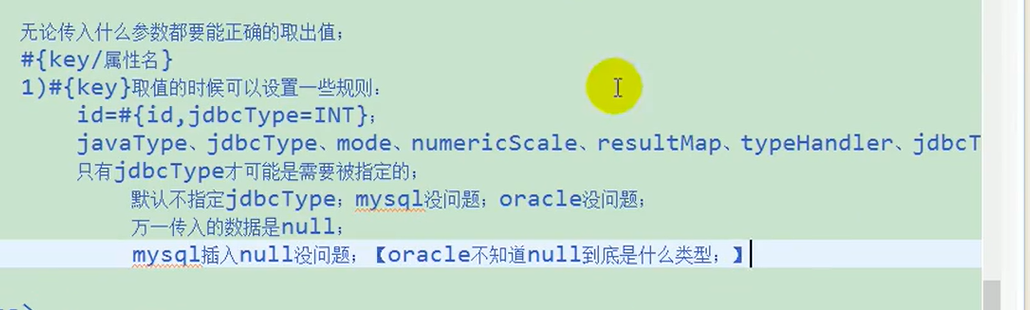 无论传入什么参数都要能正确的取出值;
#{key/属性名}
1)#{key}取值的时候可以设置一些规则:
id=#{id,jdbcType=INT};
javaType、jdbcType、mode、numericScale、resultMap、typeHandler、jdbcT
只有jdbcType才可能是需要被指定的;
默认不指定jdbcType; mysql没问题; oracle没问题;
万一传入的数据是null;
mysql插入null没问题;【oracle不知道null到底是什么类型;】